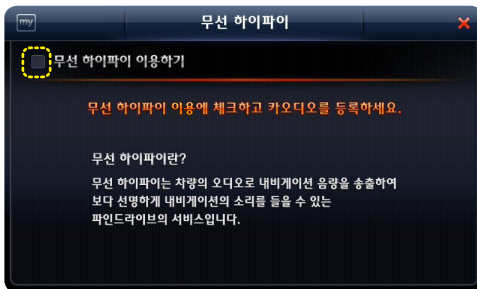 my
무선 하이파이
무선 하이파이 이용하기
무선 하이파이 이용에 체크하고 카오디오를 등록하세요.
무선 하이파이란?
무선 하이파이는 차량의 오디오로 내비게이션 음량을 송출하여
보다 선명하게 내비게이션의 소리를 들을 수 있는
파인드라이브의 서비스입니다.